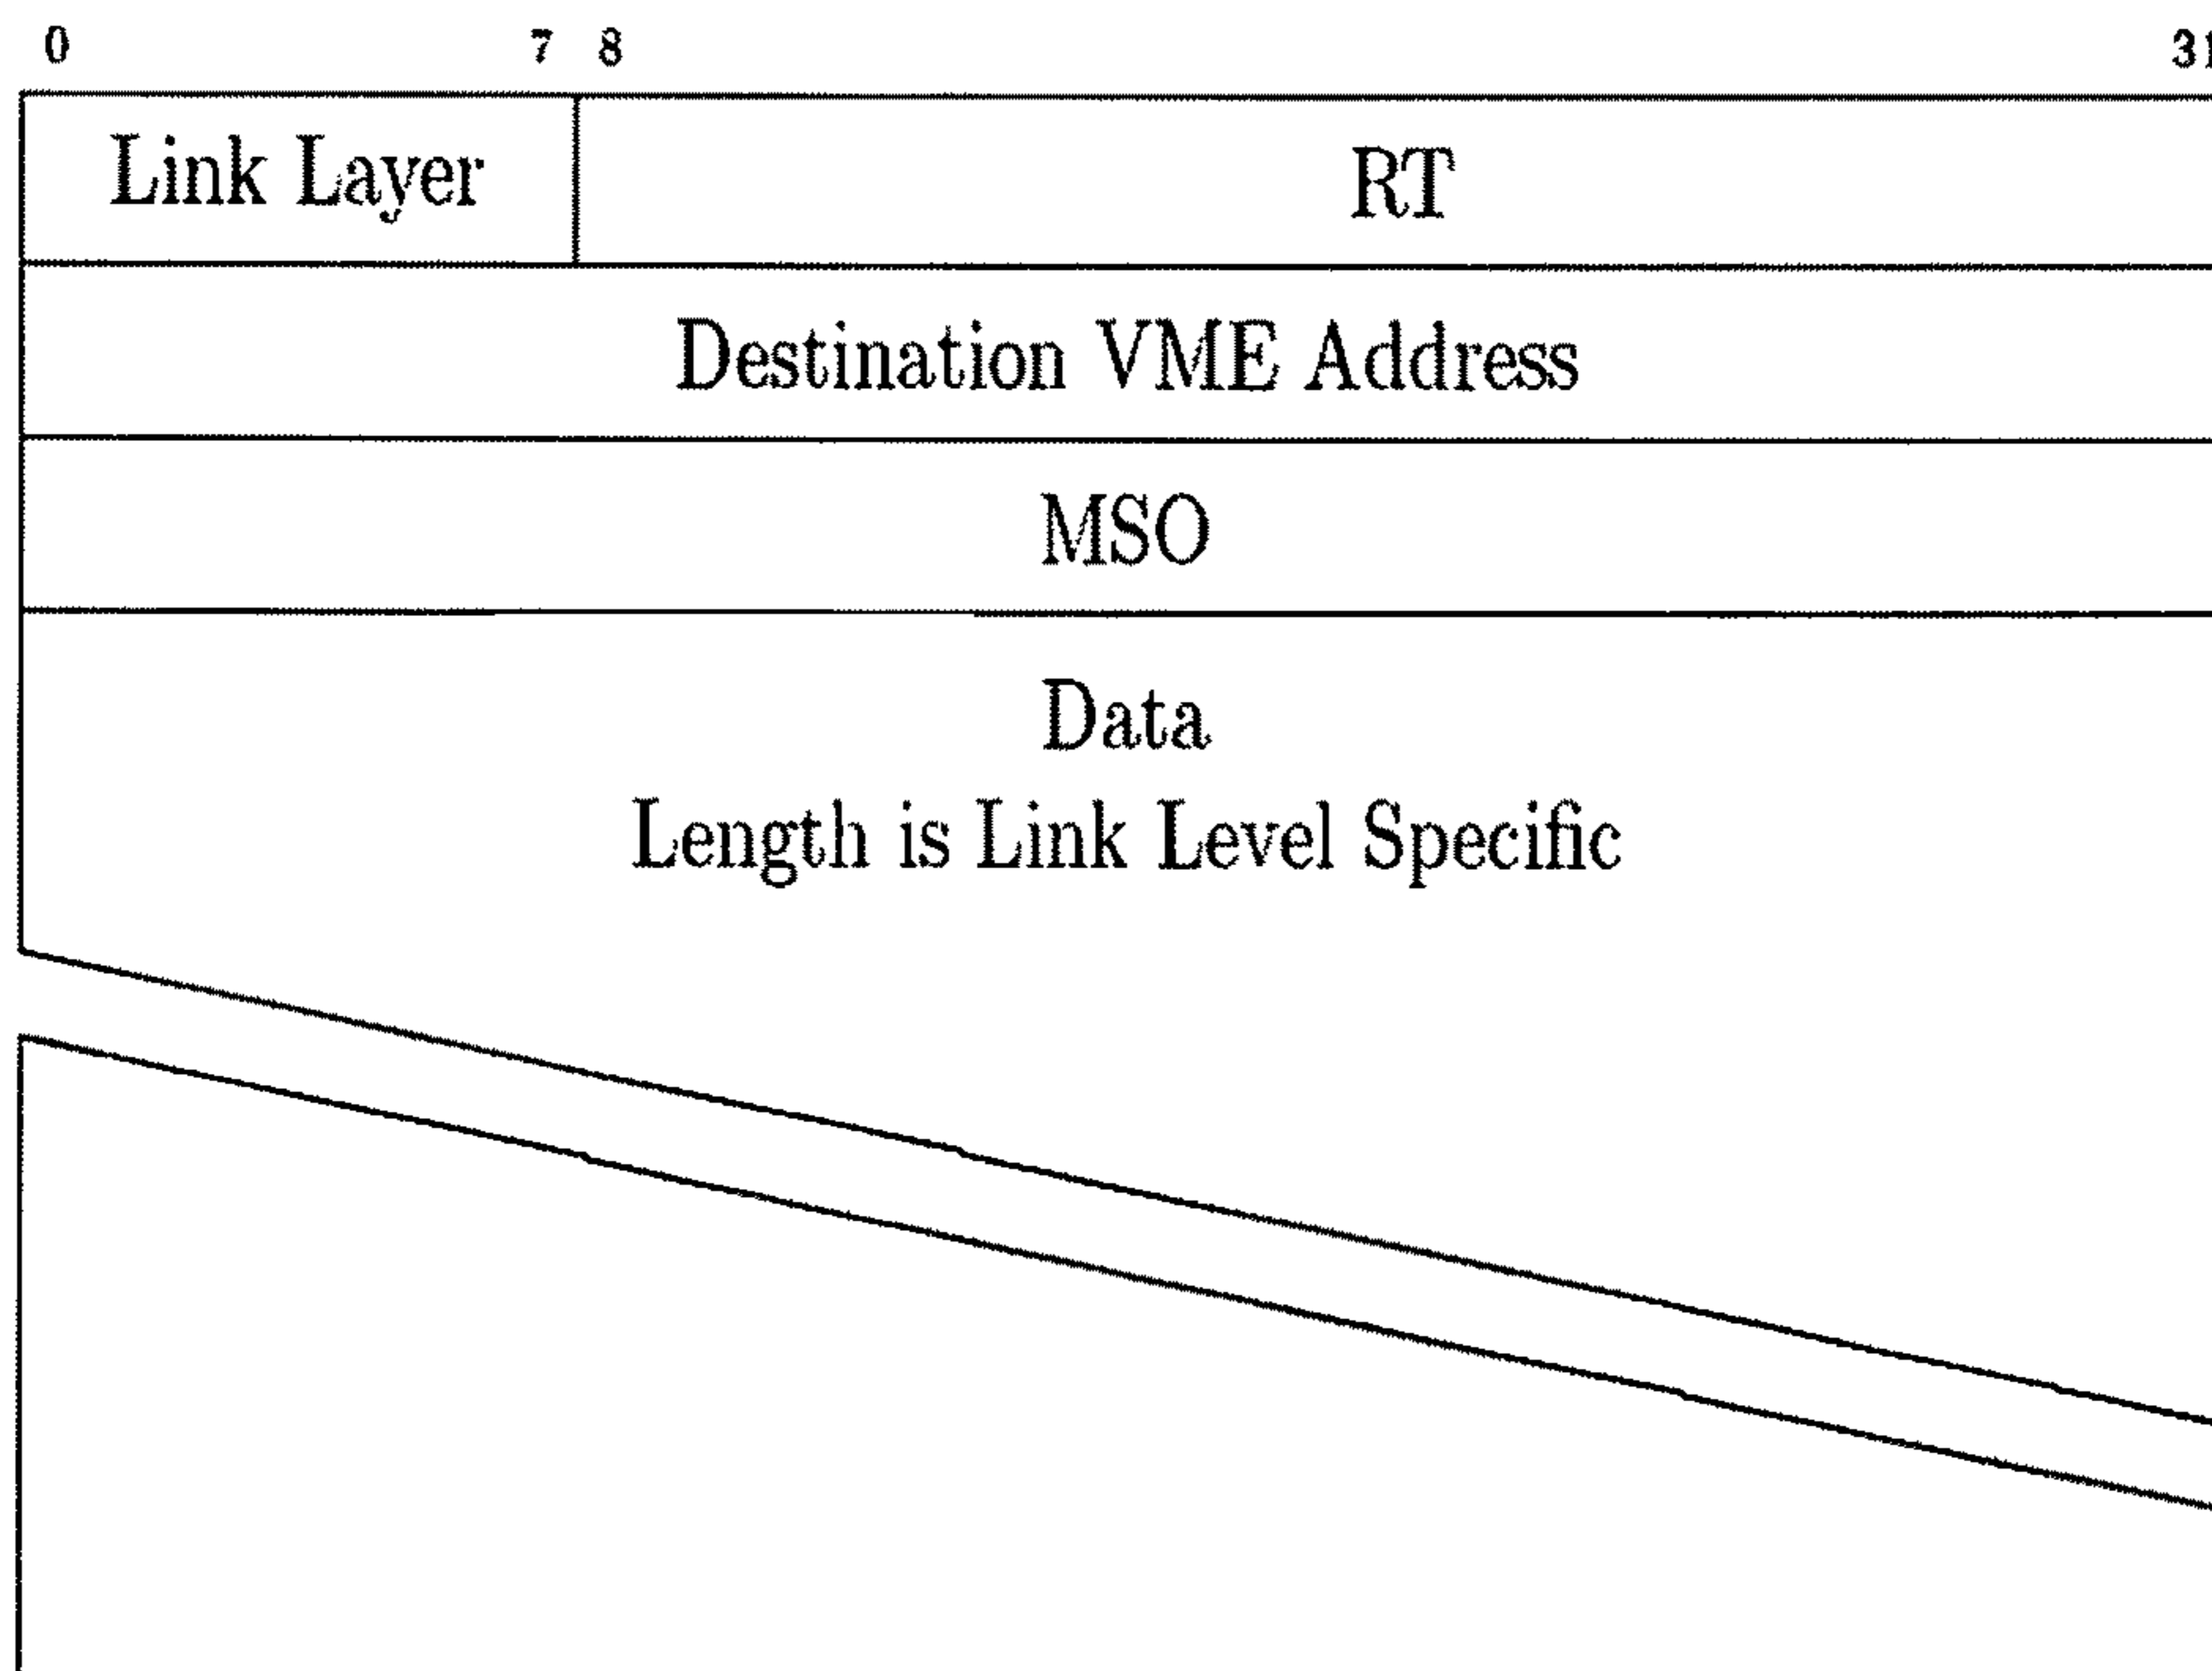 0 7 8 31
Link Layer RT
Destination VME Address
MSO
Data
Length is Link Level Specific